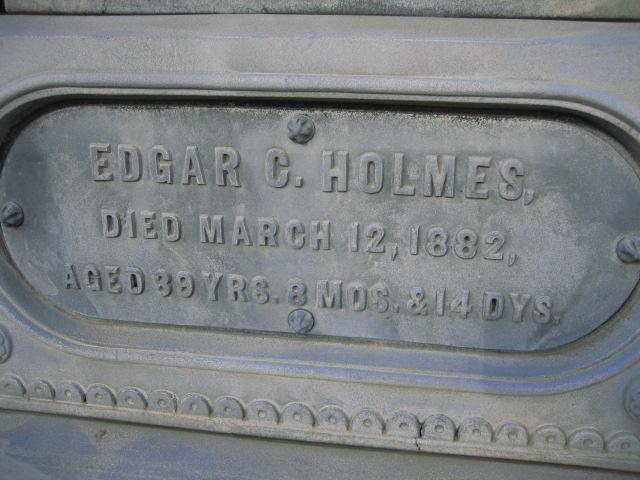 EDGAR C. HOLMES,
DIED MARCH 12, 1882,
AGED 39 YRS. 8 MOS. & 14 DYS.